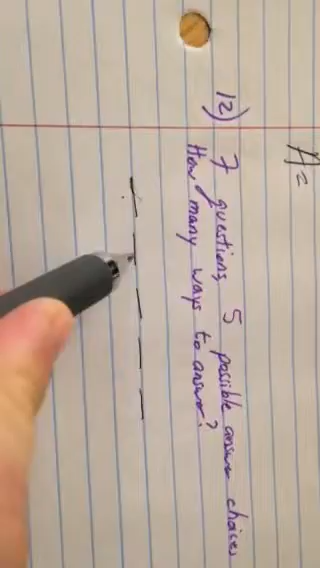 12) 7 questions, 5 possible answer choices
How many ways to answer?
A=